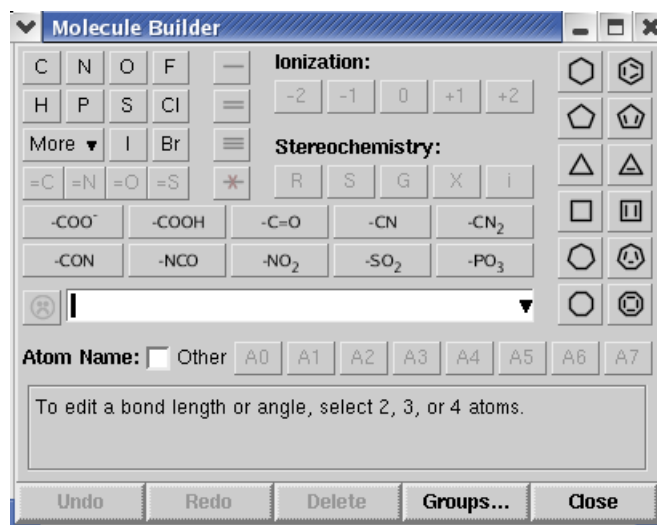 Molecule Builder
C N O F Ionization:
-2 -1 0 +1 +2
H P S Cl
More ▼ I Br Stereochemistry:
=C =N =O =S R S G X i
-COO⁻ -COOH -C=O -CN -CN₂
-CON -NCO -NO₂ -SO₂ -PO₃
Atom Name: Other A0 A1 A2 A3 A4 A5 A6 A7
To edit a bond length or angle, select 2, 3, or 4 atoms.
Undo Redo Delete Groups... Close